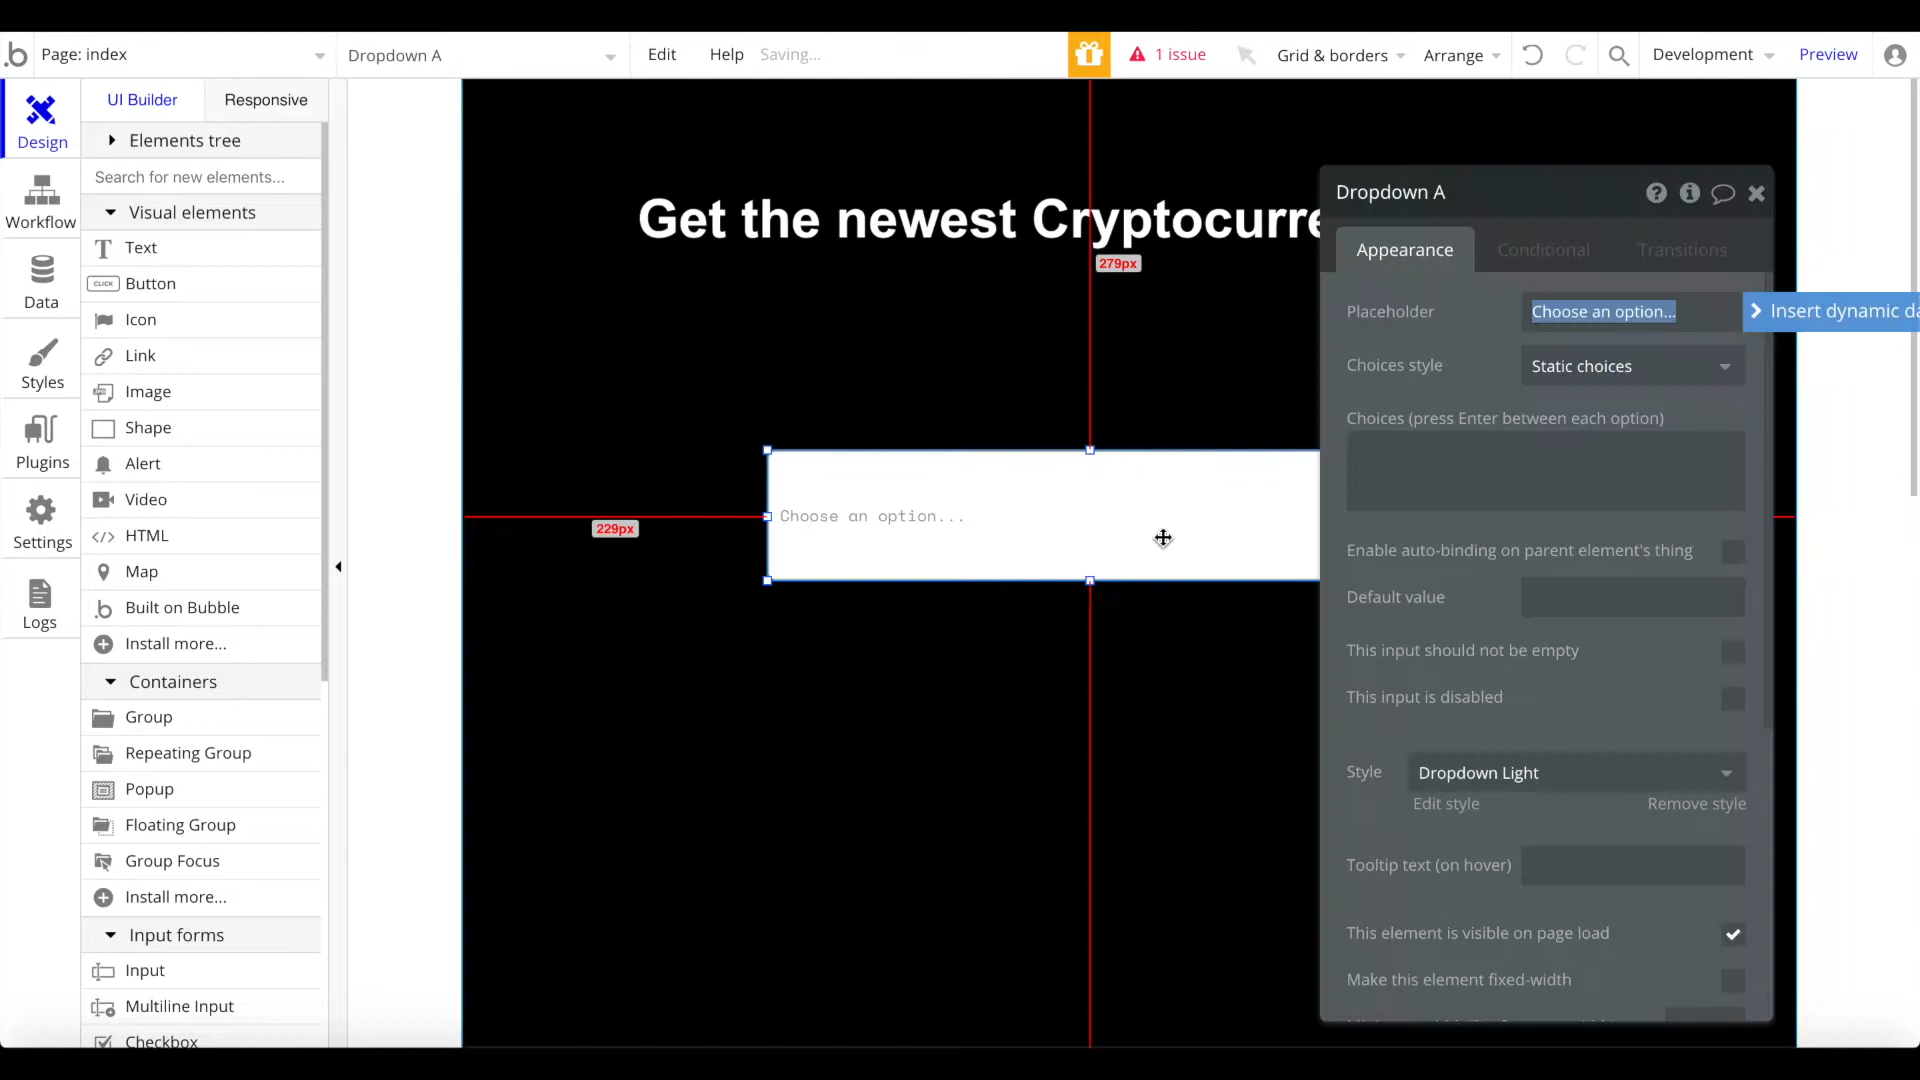 .b
Page: index
Dropdown A
Edit
Help
Saving...
1 issue
Grid & borders
Arrange
Development
Preview
UI Builder
Responsive
Design
Workflow
Data
Styles
Plugins
Settings
Logs
Elements tree
Search for new elements...
Visual elements
Text
CLICK
Button
Icon
Link
Image
Shape
Alert
Video
</> HTML
Map
.b
Built on Bubble
Install more...
Containers
Group
Repeating Group
Popup
Floating Group
Group Focus
Install more...
Input forms
Input
Multiline Input
Checkbox
Get the newest Cryptocurre
279px
229px
Choose an option...
Dropdown A
Appearance
Conditional
Transitions
Placeholder
Choose an option...
Insert dynamic da
Choices style
Static choices
Choices (press Enter between each option)
Enable auto-binding on parent element's thing
Default value
This input should not be empty
This input is disabled
Style
Dropdown Light
Edit style
Remove style
Tooltip text (on hover)
This element is visible on page load
Make this element fixed-width